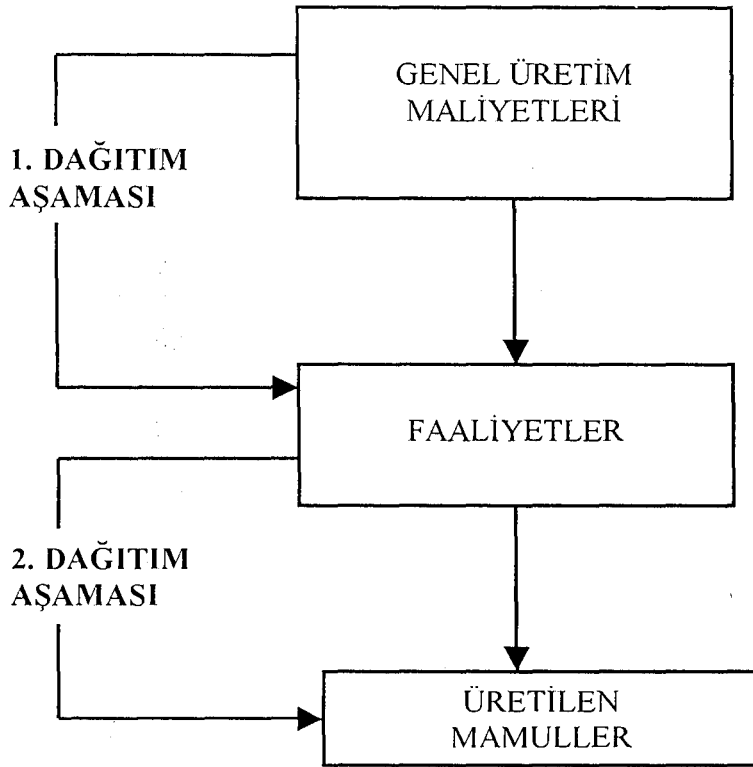 GENEL ÜRETİM
MALİYETLERİ
1. DAĞITIM
AŞAMASI
FAALİYETLER
2. DAĞITIM
AŞAMASI
ÜRETİLEN
MAMULLER